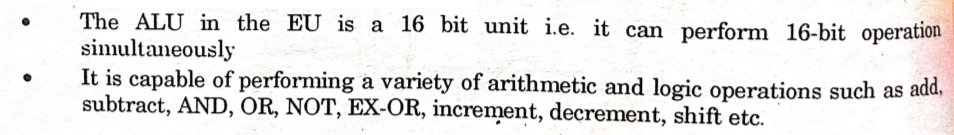 • The ALU in the EU is a 16 bit unit i.e. it can perform 16-bit operation
simultaneously
• It is capable of performing a variety of arithmetic and logic operations such as add,
subtract, AND, OR, NOT, EX-OR, increment, decrement, shift etc.